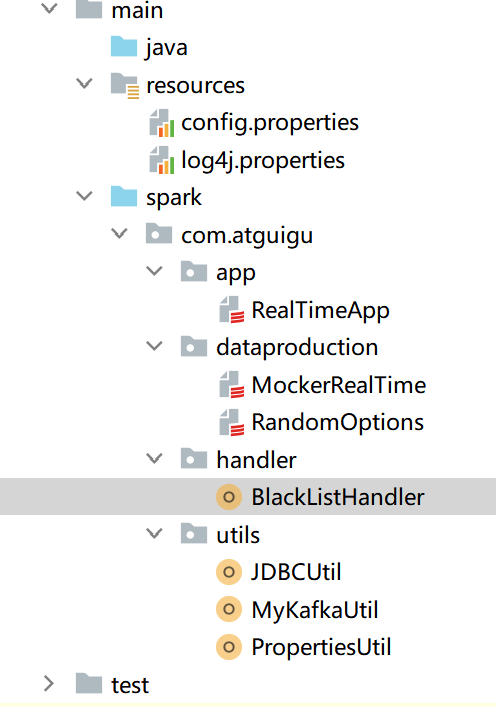 main
java
resources
config.properties
log4j.properties
spark
com.atguigu
app
RealTimeApp
dataproduction
MockerRealTime
RandomOptions
handler
BlackListHandler
utils
JDBCUtil
MyKafkaUtil
PropertiesUtil
test